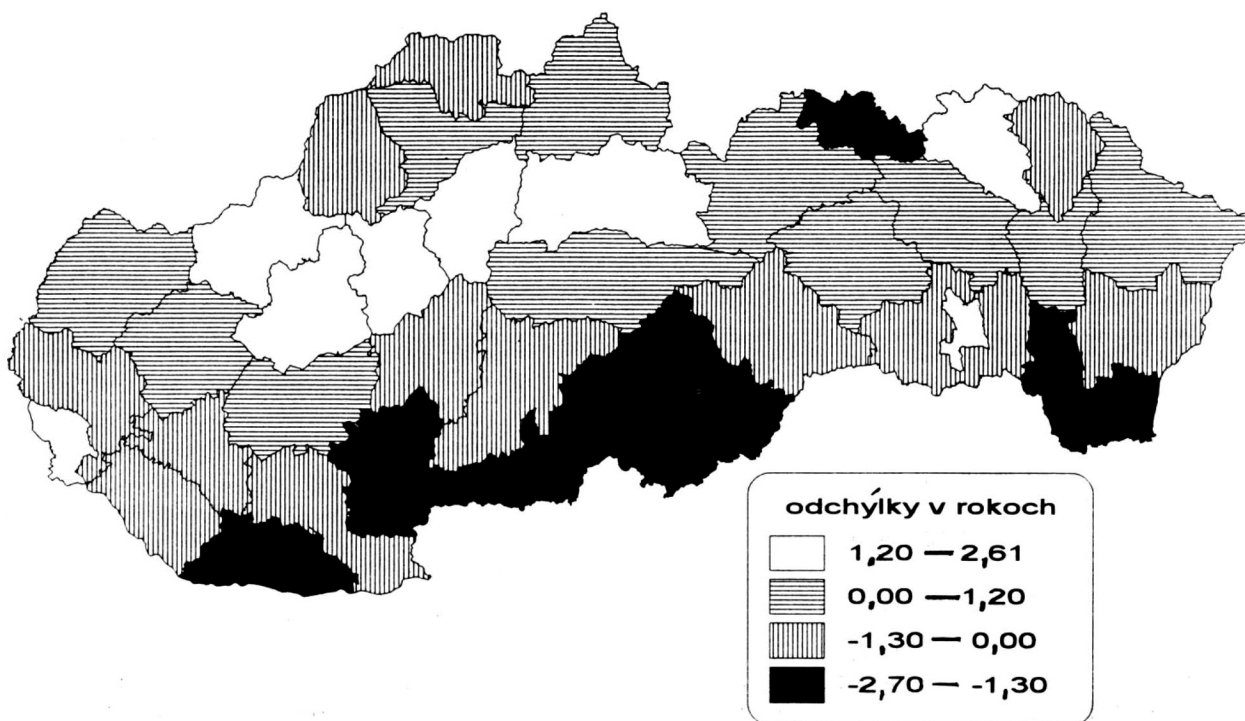 odchýlky v rokoch
1,20 — 2,61
0,00 — 1,20
-1,30 — 0,00
-2,70 — -1,30